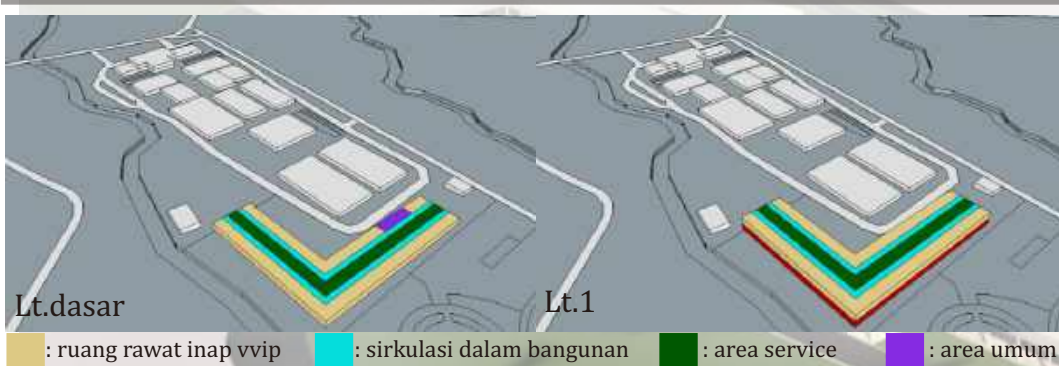 Lt.dasar
Lt.1
: ruang rawat inap vvip : sirkulasi dalam bangunan : area service : area umum